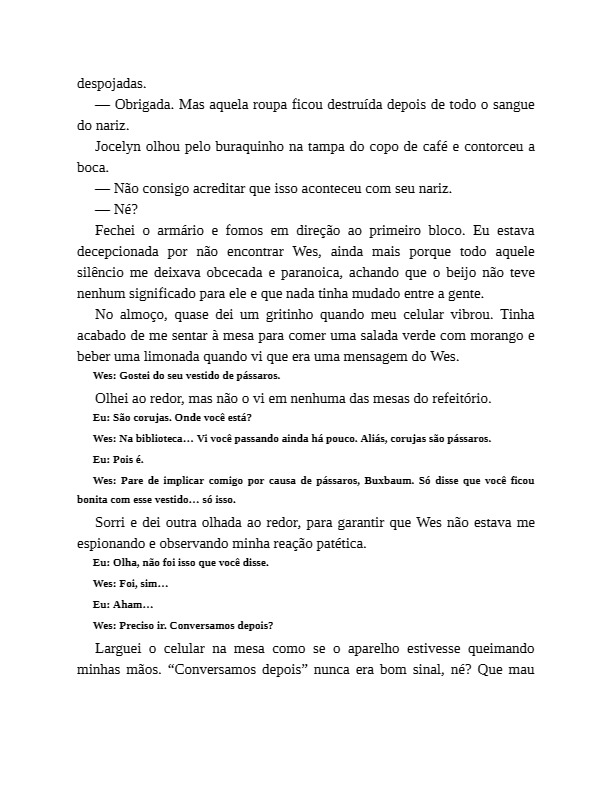 despojadas.
— Obrigada. Mas aquela roupa ficou destruída depois de todo o sangue
do nariz.
Jocelyn olhou pelo buraquinho na tampa do copo de café e contorceu a
boca.
— Não consigo acreditar que isso aconteceu com seu nariz.
— Né?
Fechei o armário e fomos em direção ao primeiro bloco. Eu estava
decepcionada por não encontrar Wes, ainda mais porque todo aquele
silêncio me deixava obcecada e paranoica, achando que o beijo não teve
nenhum significado para ele e que nada tinha mudado entre a gente.
No almoço, quase dei um gritinho quando meu celular vibrou. Tinha
acabado de me sentar à mesa para comer uma salada verde com morango e
beber uma limonada quando vi que era uma mensagem do Wes.
Wes: Gostei do seu vestido de pássaros.
Olhei ao redor, mas não o vi em nenhuma das mesas do refeitório.
Eu: São corujas. Onde você está?
Wes: Na biblioteca… Vi você passando ainda há pouco. Aliás, corujas são pássaros.
Eu: Pois é.
Wes: Pare de implicar comigo por causa de pássaros, Buxbaum. Só disse que você ficou
bonita com esse vestido… só isso.
Sorri e dei outra olhada ao redor, para garantir que Wes não estava me
espionando e observando minha reação patética.
Eu: Olha, não foi isso que você disse.
Wes: Foi, sim…
Eu: Aham…
Wes: Preciso ir. Conversamos depois?
Larguei o celular na mesa como se o aparelho estivesse queimando
minhas mãos. “Conversamos depois” nunca era bom sinal, né? Que mau